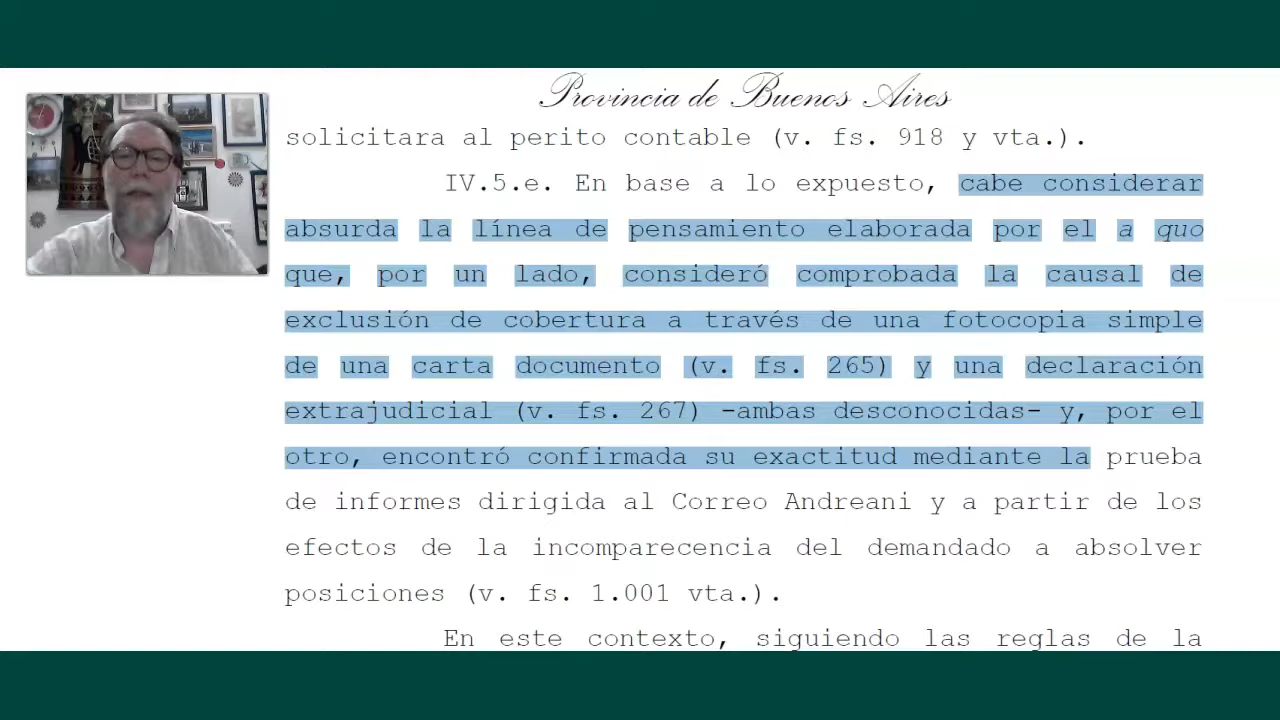 Provincia de Buenos Aires
solicitara al perito contable (v. fs. 918 y vta.).
IV.5.e. En base a lo expuesto, cabe considerar
absurda la línea de pensamiento elaborada por el a quo
que, por un lado, consideró comprobada la causal de
exclusión de cobertura a través de una fotocopia simple
de una carta documento (v. fs. 265) y una declaración
extrajudicial (v. fs. 267) -ambas desconocidas- y, por el
otro, encontró confirmada su exactitud mediante la prueba
de informes dirigida al Correo Andreani y a partir de los
efectos de la incomparecencia del demandado a absolver
posiciones (v. fs. 1.001 vta.).
En este contexto, siguiendo las reglas de la